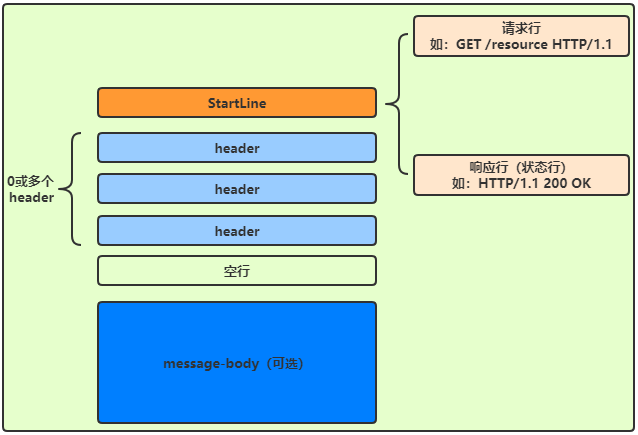 请求行
如：GET /resource HTTP/1.1
StartLine
header
响应行（状态行）
如：HTTP/1.1 200 OK
0或多个
header
header
header
空行
message-body（可选）